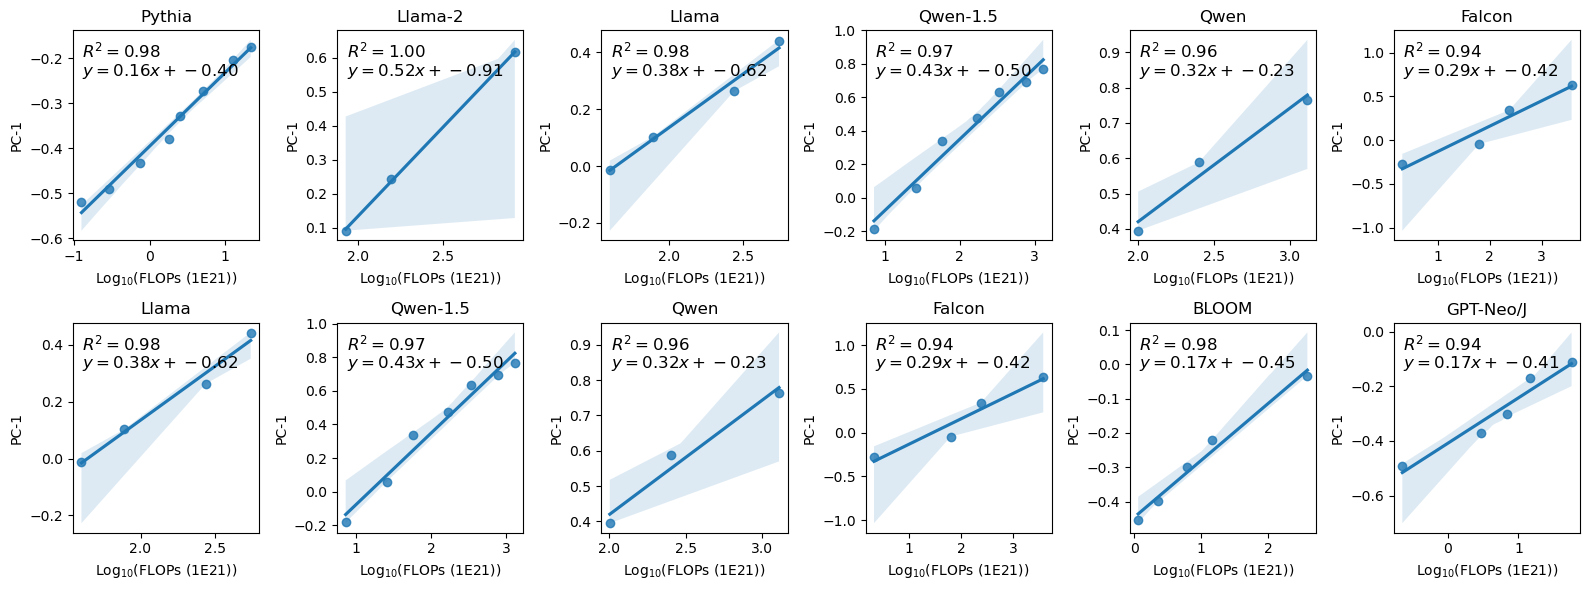 Pythia
R² = 0.98
y = 0.16x + −0.40
−0.2
−0.3
−0.4
−0.5
−0.6
PC-1
−1
0
1
Log₁₀(FLOPs (1E21))
Llama-2
R² = 1.00
y = 0.52x + −0.91
0.6
0.5
0.4
0.3
0.2
0.1
PC-1
2.0
2.5
Log₁₀(FLOPs (1E21))
Llama
R² = 0.98
y = 0.38x + −0.62
0.4
0.2
0.0
−0.2
PC-1
2.0
2.5
Log₁₀(FLOPs (1E21))
Qwen-1.5
R² = 0.97
y = 0.43x + −0.50
1.0
0.8
0.6
0.4
0.2
0.0
−0.2
PC-1
1
2
3
Log₁₀(FLOPs (1E21))
Qwen
R² = 0.96
y = 0.32x + −0.23
0.9
0.8
0.7
0.6
0.5
0.4
PC-1
2.0
2.5
3.0
Log₁₀(FLOPs (1E21))
Falcon
R² = 0.94
y = 0.29x + −0.42
1.0
0.5
0.0
−0.5
−1.0
PC-1
1
2
3
Log₁₀(FLOPs (1E21))
Llama
R² = 0.98
y = 0.38x + −0.62
0.4
0.2
0.0
−0.2
PC-1
2.0
2.5
Log₁₀(FLOPs (1E21))
Qwen-1.5
R² = 0.97
y = 0.43x + −0.50
1.0
0.8
0.6
0.4
0.2
0.0
−0.2
PC-1
1
2
3
Log₁₀(FLOPs (1E21))
Qwen
R² = 0.96
y = 0.32x + −0.23
0.9
0.8
0.7
0.6
0.5
0.4
PC-1
2.0
2.5
3.0
Log₁₀(FLOPs (1E21))
Falcon
R² = 0.94
y = 0.29x + −0.42
1.0
0.5
0.0
−0.5
−1.0
PC-1
1
2
3
Log₁₀(FLOPs (1E21))
BLOOM
R² = 0.98
y = 0.17x + −0.45
0.1
0.0
−0.1
−0.2
−0.3
−0.4
PC-1
0
1
2
Log₁₀(FLOPs (1E21))
GPT-Neo/J
R² = 0.94
y = 0.17x + −0.41
0.0
−0.2
−0.4
−0.6
PC-1
0
1
Log₁₀(FLOPs (1E21))